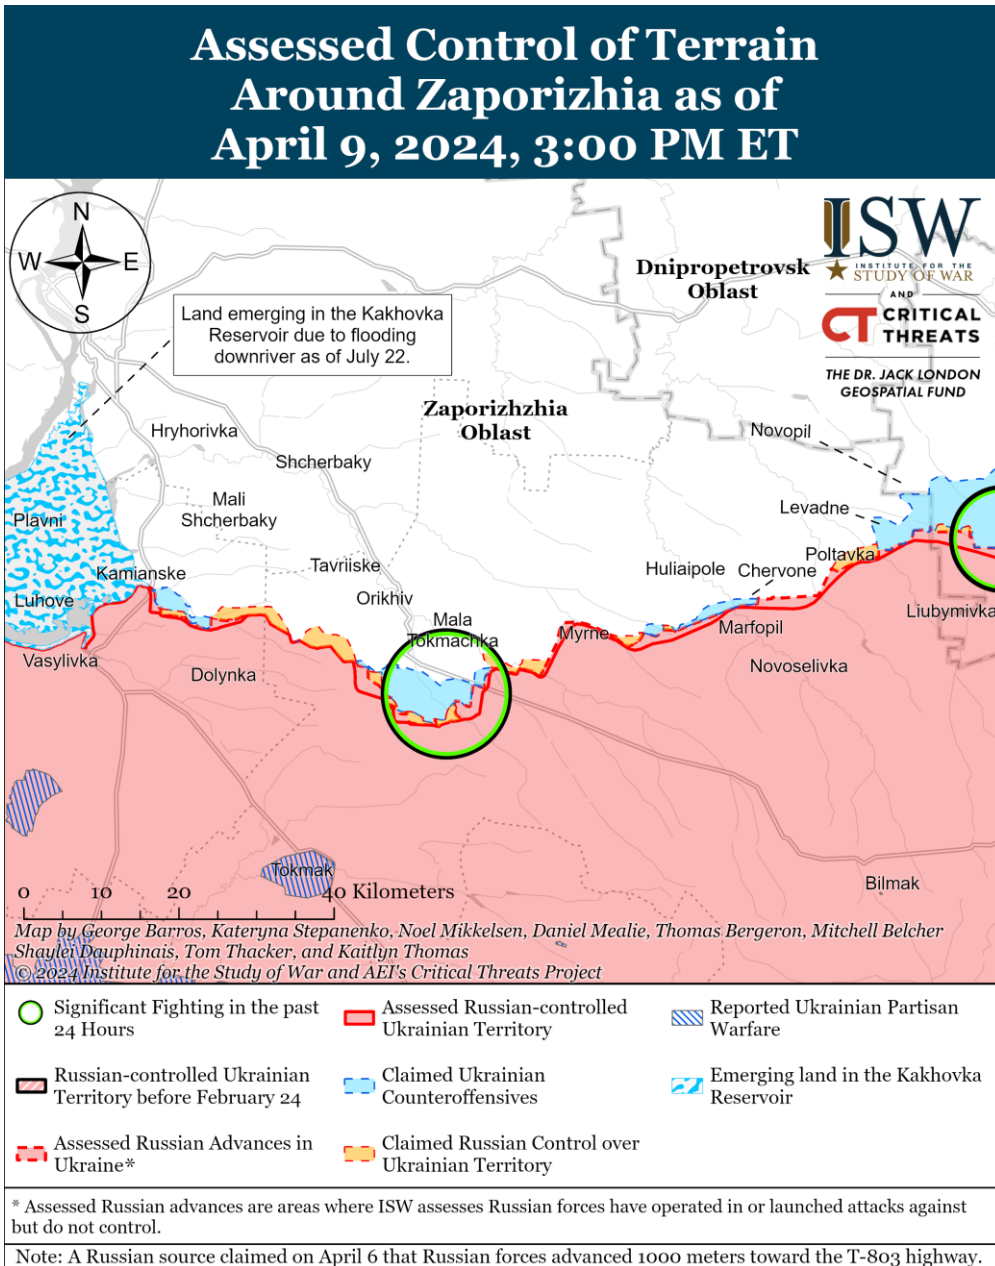 Assessed Control of Terrain
Around Zaporizhia as of
April 9, 2024, 3:00 PM ET
N
W E
S
ISW
INSTITUTE FOR THE
STUDY OF WAR
AND
CT CRITICAL
THREATS
THE DR. JACK LONDON
GEOSPATIAL FUND
Dnipropetrovsk
Oblast
Land emerging in the Kakhovka
Reservoir due to flooding
downriver as of July 22.
Zaporizhzhia
Oblast
Hryhorivka
Novopil
Shcherbaky
Mali
Shcherbaky
Levadne
Plavni
Poltavka
Tavriiske
Huliaipole
Chervone
Kamianske
Orikhiv
Luhove
Liubymivka
Mala
Tokmachka
Myrne
Marfopil
Vasylivka
Novoselivka
Dolynka
Tokmak
Bilmak
0 10 20 40 Kilometers
Map by George Barros, Kateryna Stepanenko, Noel Mikkelsen, Daniel Mealie, Thomas Bergeron, Mitchell Belcher
Shaylei Dauphinais, Tom Thacker, and Kaitlyn Thomas
© 2024 Institute for the Study of War and AEI's Critical Threats Project
Significant Fighting in the past
24 Hours
Assessed Russian-controlled
Ukrainian Territory
Reported Ukrainian Partisan
Warfare
Russian-controlled Ukrainian
Territory before February 24
Claimed Ukrainian
Counteroffensives
Emerging land in the Kakhovka
Reservoir
Assessed Russian Advances in
Ukraine*
Claimed Russian Control over
Ukrainian Territory
* Assessed Russian advances are areas where ISW assesses Russian forces have operated in or launched attacks against
but do not control.
Note: A Russian source claimed on April 6 that Russian forces advanced 1000 meters toward the T-803 highway.